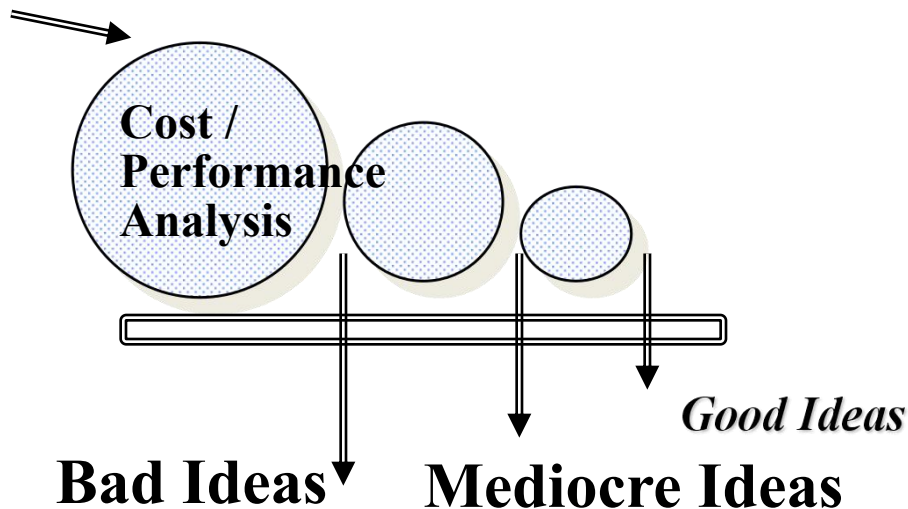 Cost /
Performance
Analysis
Good Ideas
Bad Ideas
Mediocre Ideas